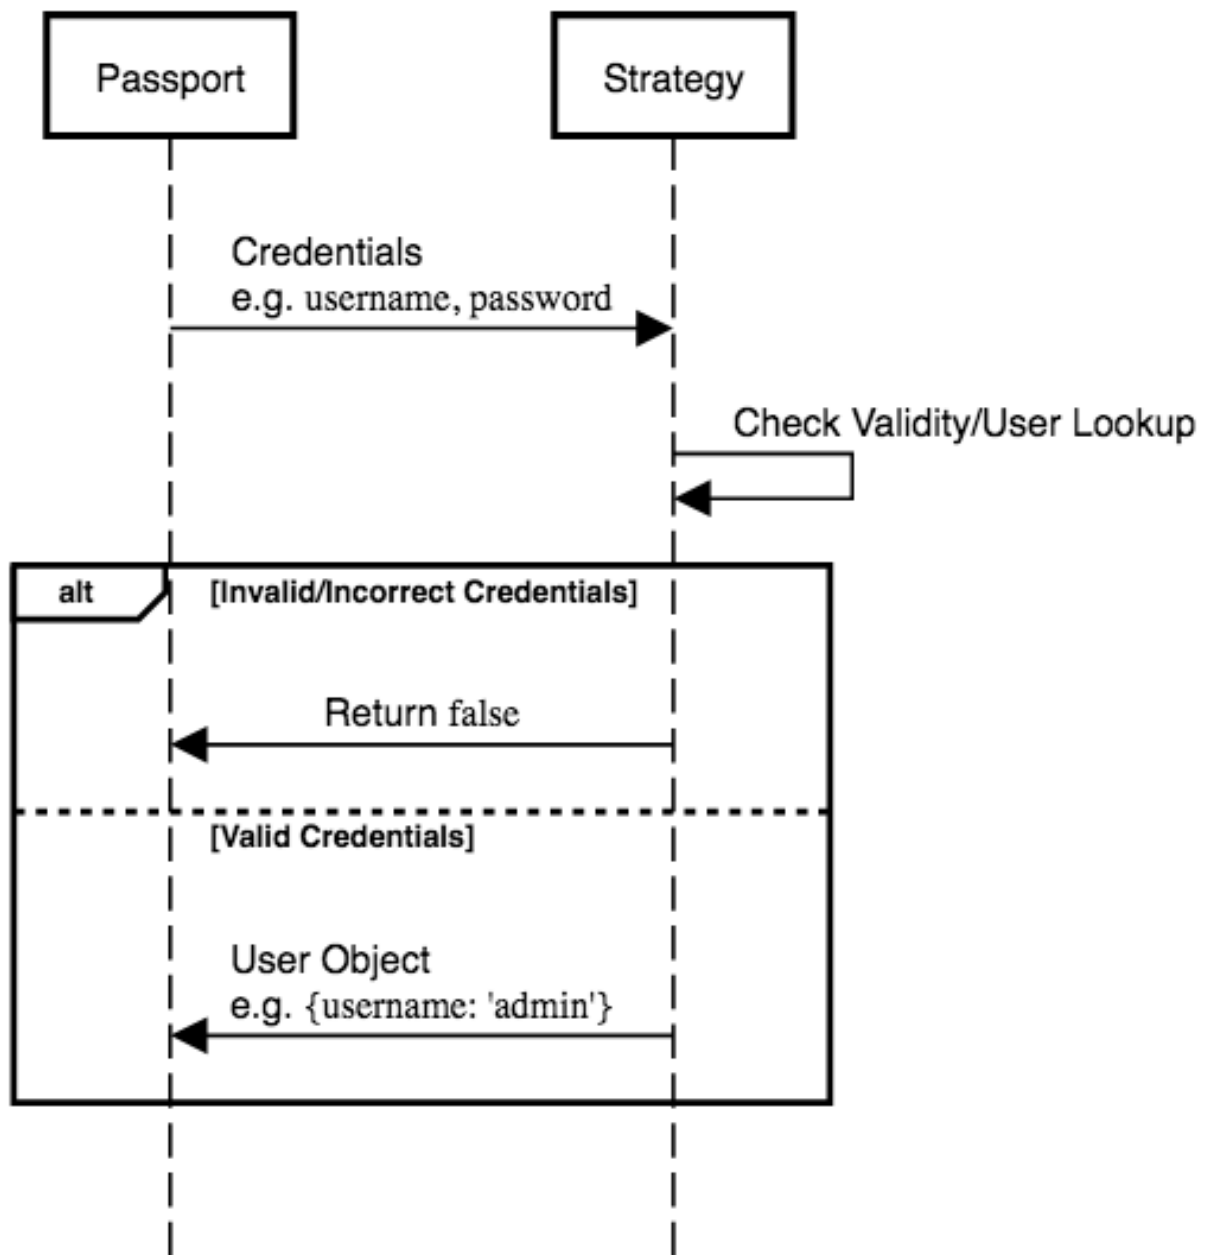 Passport
Strategy
Credentials
e.g. username, password
Check Validity/User Lookup
alt
[Invalid/Incorrect Credentials]
Return false
[Valid Credentials]
User Object
e.g. {username: 'admin'}